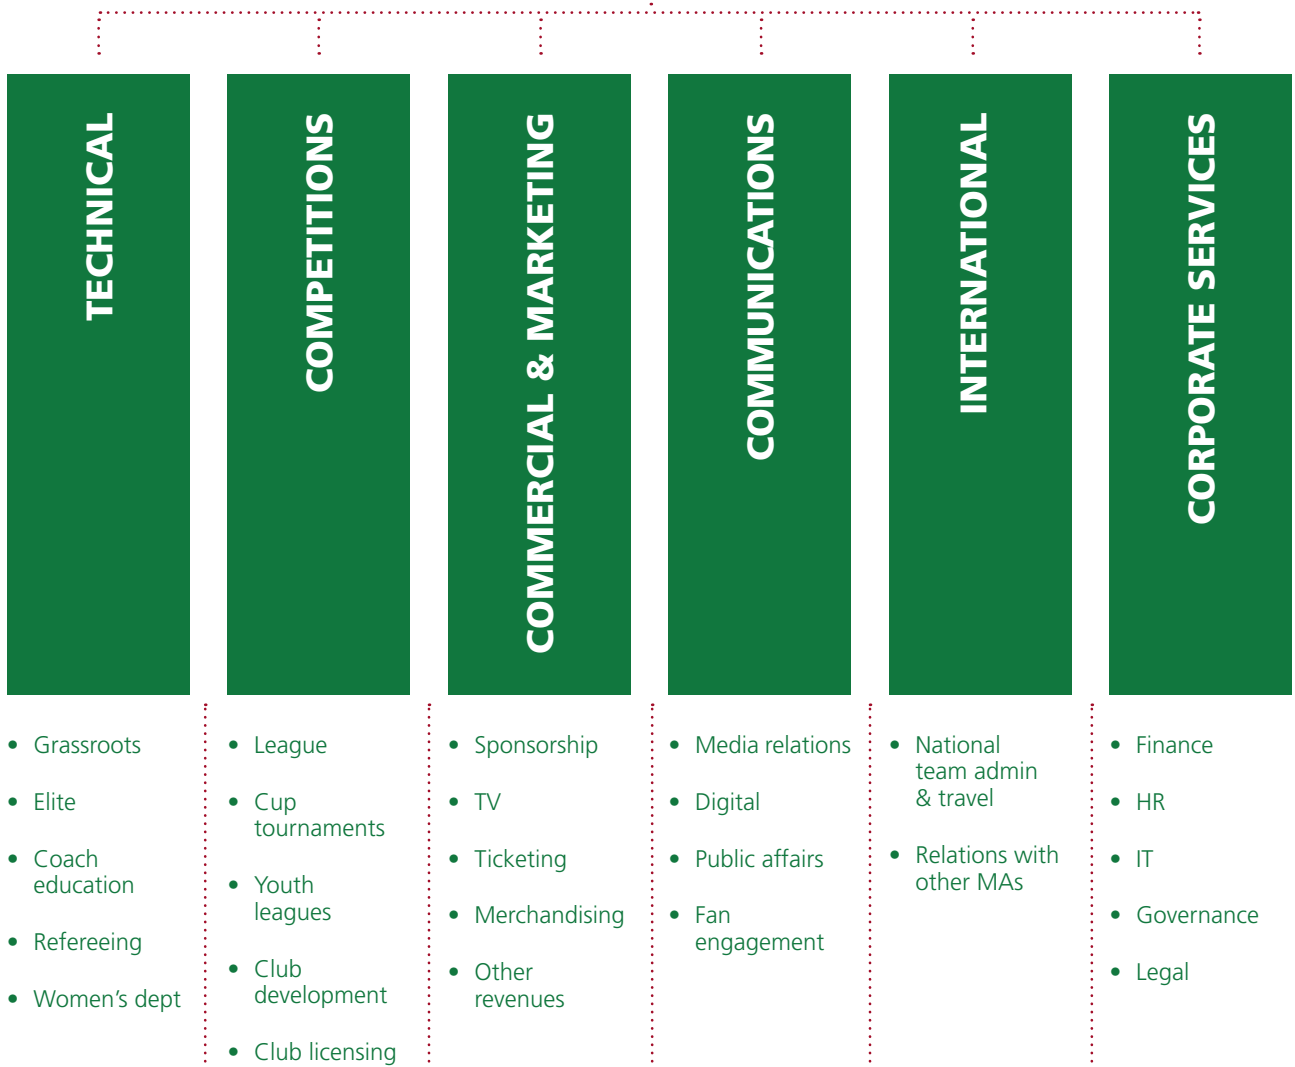 TECHNICAL
COMPETITIONS
COMMERCIAL & MARKETING
COMMUNICATIONS
INTERNATIONAL
CORPORATE SERVICES
• Grassroots
• Elite
• Coach
education
• Refereeing
• Women’s dept
• League
• Cup
tournaments
• Youth
leagues
• Club
development
• Club licensing
• Sponsorship
• TV
• Ticketing
• Merchandising
• Other
revenues
• Media relations
• Digital
• Public affairs
• Fan
engagement
• National
team admin
& travel
• Relations with
other MAs
• Finance
• HR
• IT
• Governance
• Legal